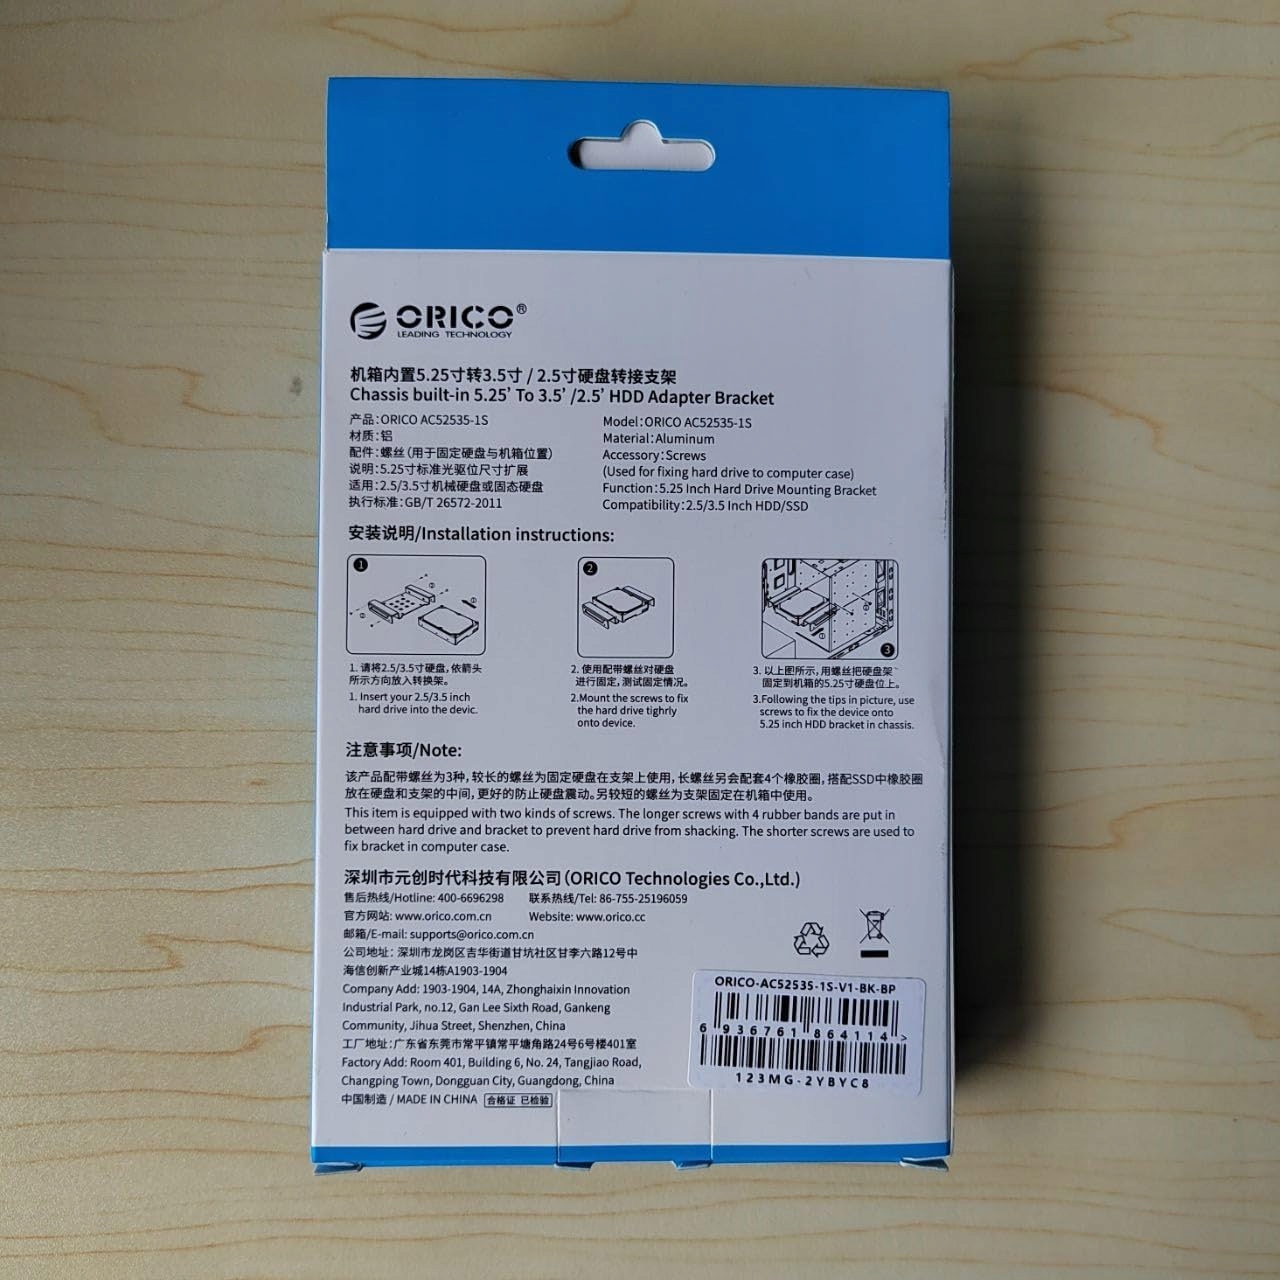 ORICO®
LEADING TECHNOLOGY
机箱内置5.25寸转3.5寸 / 2.5寸硬盘转接支架
Chassis built-in 5.25' To 3.5' /2.5' HDD Adapter Bracket
产品:ORICO AC52535-1S
材质:铝
配件:螺丝(用于固定硬盘与机箱位置)
说明:5.25寸标准光驱位尺寸扩展
适用:2.5/3.5寸机械硬盘或固态硬盘
执行标准:GB/T 26572-2011
Model:ORICO AC52535-1S
Material:Aluminum
Accessory:Screws
(Used for fixing hard drive to computer case)
Function:5.25 Inch Hard Drive Mounting Bracket
Compatibility:2.5/3.5 Inch HDD/SSD
安装说明/Installation instructions:
1
2
3
1. 请将2.5/3.5寸硬盘,依箭头
所示方向放入转换架。
1. Insert your 2.5/3.5 inch
hard drive into the devic.
2. 使用配带螺丝对硬盘
进行固定,测试固定情况。
2.Mount the screws to fix
the hard drive tighrly
onto device.
3. 以上图所示,用螺丝把硬盘架
固定到机箱的5.25寸硬盘位上。
3.Following the tips in picture, use
screws to fix the device onto
5.25 inch HDD bracket in chassis.
注意事项/Note:
该产品配带螺丝为3种,较长的螺丝为固定硬盘在支架上使用,长螺丝另会配套4个橡胶圈,搭配SSD中橡胶圈
放在硬盘和支架的中间,更好的防止硬盘震动。另较短的螺丝为支架固定在机箱中使用。
This item is equipped with two kinds of screws. The longer screws with 4 rubber bands are put in
between hard drive and bracket to prevent hard drive from shacking. The shorter screws are used to
fix bracket in computer case.
深圳市元创时代科技有限公司(ORICO Technologies Co.,Ltd.)
售后热线/Hotline: 400-6696298 联系热线/Tel: 86-755-25196059
官方网站: www.orico.com.cn Website: www.orico.cc
邮箱/E-mail: supports@orico.com.cn
公司地址: 深圳市龙岗区吉华街道甘坑社区甘李六路12号中
海信创新产业城14栋A1903-1904
Company Add: 1903-1904, 14A, Zhonghaixin Innovation
Industrial Park, no.12, Gan Lee Sixth Road, Gankeng
Community, Jihua Street, Shenzhen, China
工厂地址:广东省东莞市常平镇常平塘角路24号6号楼401室
Factory Add: Room 401, Building 6, No. 24, Tangjiao Road,
Changping Town, Dongguan City, Guangdong, China
中国制造 / MADE IN CHINA 合格证 已检验
ORICO-AC52535-1S-V1-BK-BP
6 936761 864114 >
123MG-2YBYC8